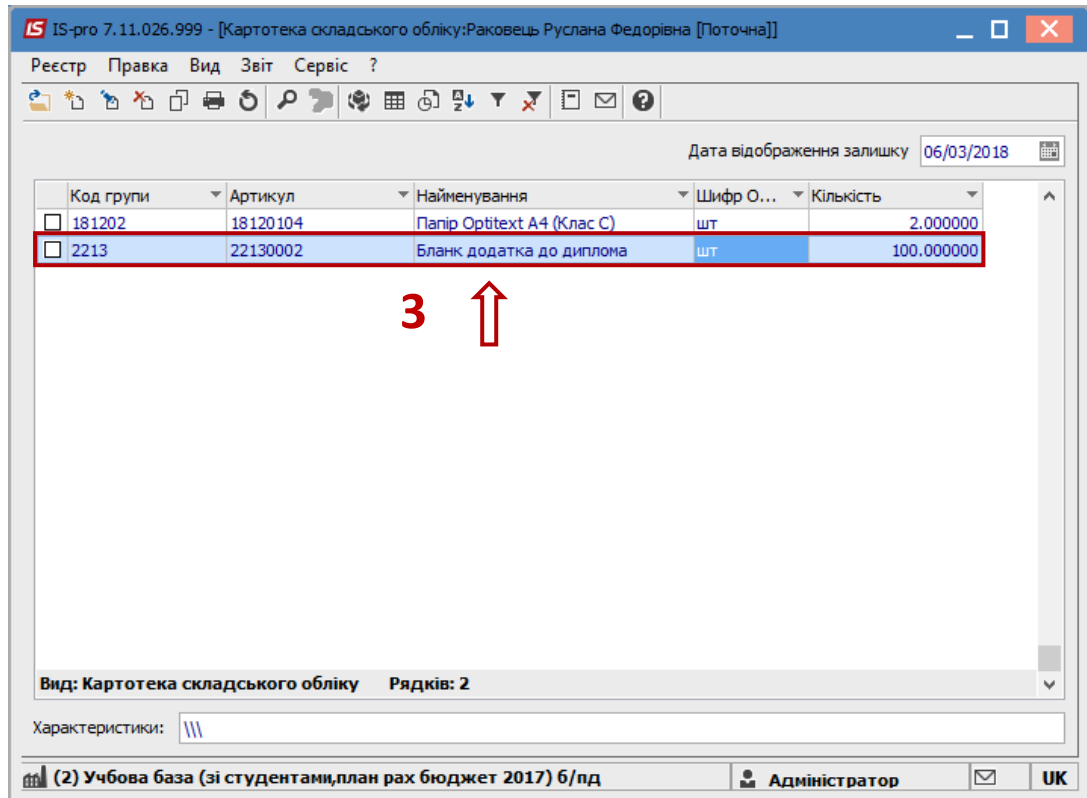 IS-pro 7.11.026.999 - [Картотека складського обліку:Раковець Руслана Федорівна [Поточна]]
Реєстр Правка Вид Звіт Сервіс ?
Дата відображення залишку 06/03/2018
Код групи Артикул Найменування Шифр О... Кількість
181202 18120104 Папір Optitext А4 (Клас С) шт 2.000000
2213 22130002 Бланк додатка до диплома шт 100.000000
3
Вид: Картотека складського обліку Рядків: 2
Характеристики: \\\
(2) Учбова база (зі студентами,план рах бюджет 2017) б/пд Адміністратор UK